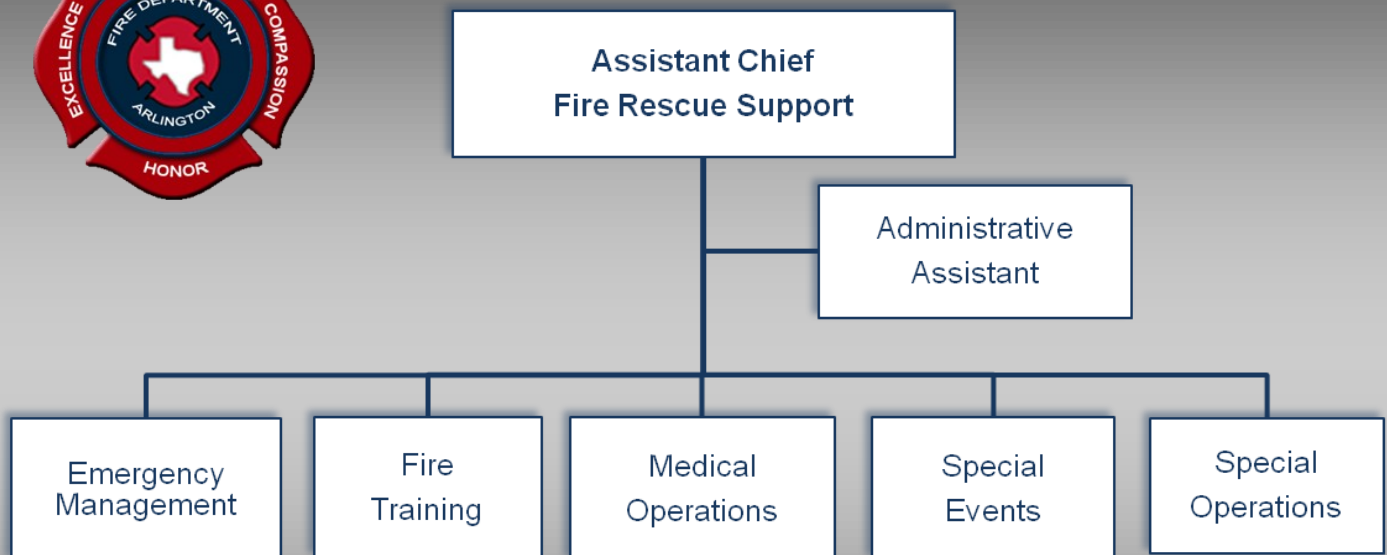 EXCELLENCE
FIRE DEPARTMENT
COMPASSION
ARLINGTON
HONOR
Assistant Chief
Fire Rescue Support
Administrative
Assistant
Emergency
Management
Fire
Training
Medical
Operations
Special
Events
Special
Operations